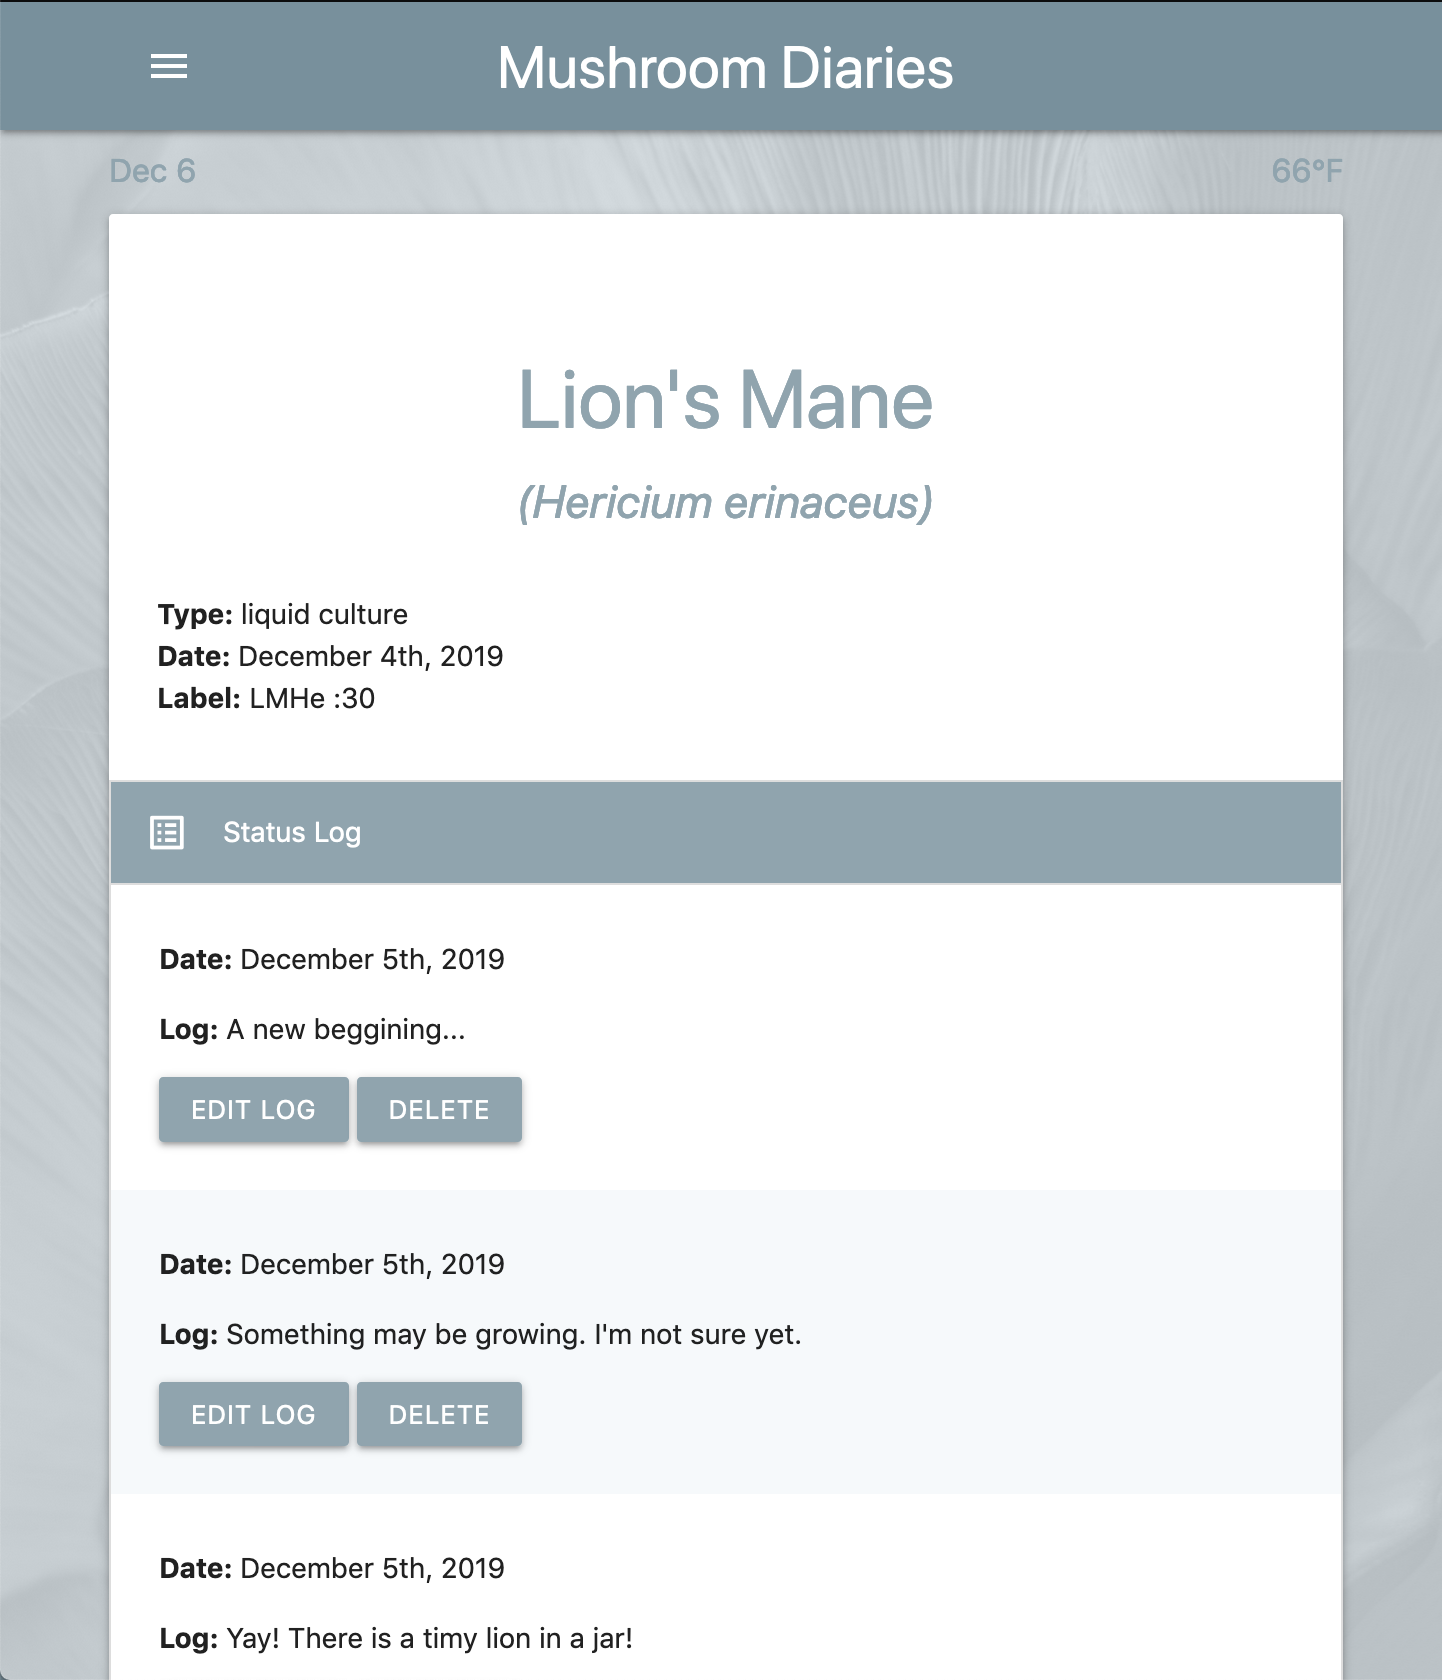 Mushroom Diaries
Dec 6 66°F
Lion's Mane
(Hericium erinaceus)
Type: liquid culture
Date: December 4th, 2019
Label: LMHe :30
Status Log
Date: December 5th, 2019
Log: A new beggining...
EDIT LOG DELETE
Date: December 5th, 2019
Log: Something may be growing. I'm not sure yet.
EDIT LOG DELETE
Date: December 5th, 2019
Log: Yay! There is a timy lion in a jar!